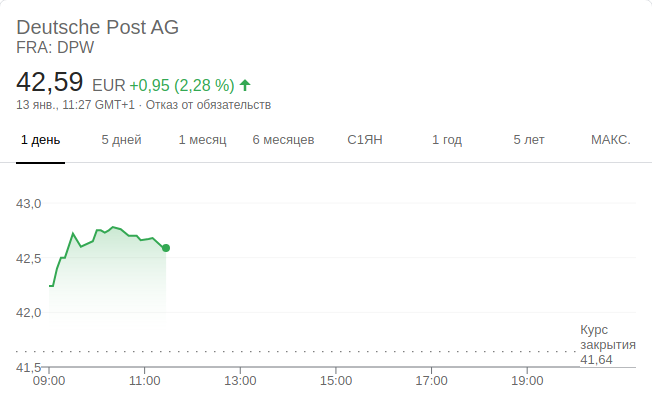 Deutsche Post AG
FRA: DPW
42,59 EUR +0,95 (2,28 %)
13 янв., 11:27 GMT+1 · Отказ от обязательств
1 день 5 дней 1 месяц 6 месяцев С1ЯН 1 год 5 лет МАКС.
43,0
42,5
42,0
Курс
закрытия
41,64
41,5
09:00 11:00 13:00 15:00 17:00 19:00